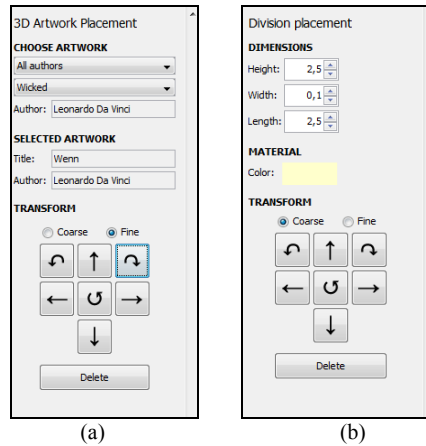 3D Artwork Placement
CHOOSE ARTWORK
All authors
Wicked
Author: Leonardo Da Vinci
SELECTED ARTWORK
Title: Wenn
Author: Leonardo Da Vinci
TRANSFORM
Coarse Fine
Delete
(a)
Division placement
DIMENSIONS
Height: 2,5
Width: 0,1
Length: 2,5
MATERIAL
Color:
TRANSFORM
Coarse Fine
Delete
(b)